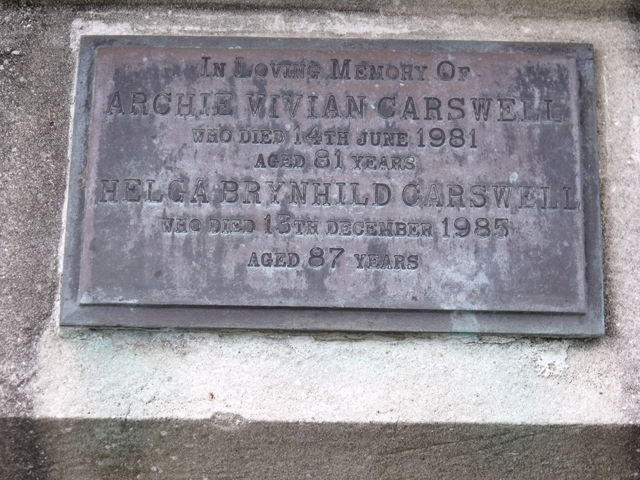 In Loving Memory Of
ARCHIE VIVIAN CARSWELL
WHO DIED 14TH JUNE 1981
AGED 81 YEARS
HELGA BRYNHILD CARSWELL
WHO DIED 13TH DECEMBER 1985
AGED 87 YEARS